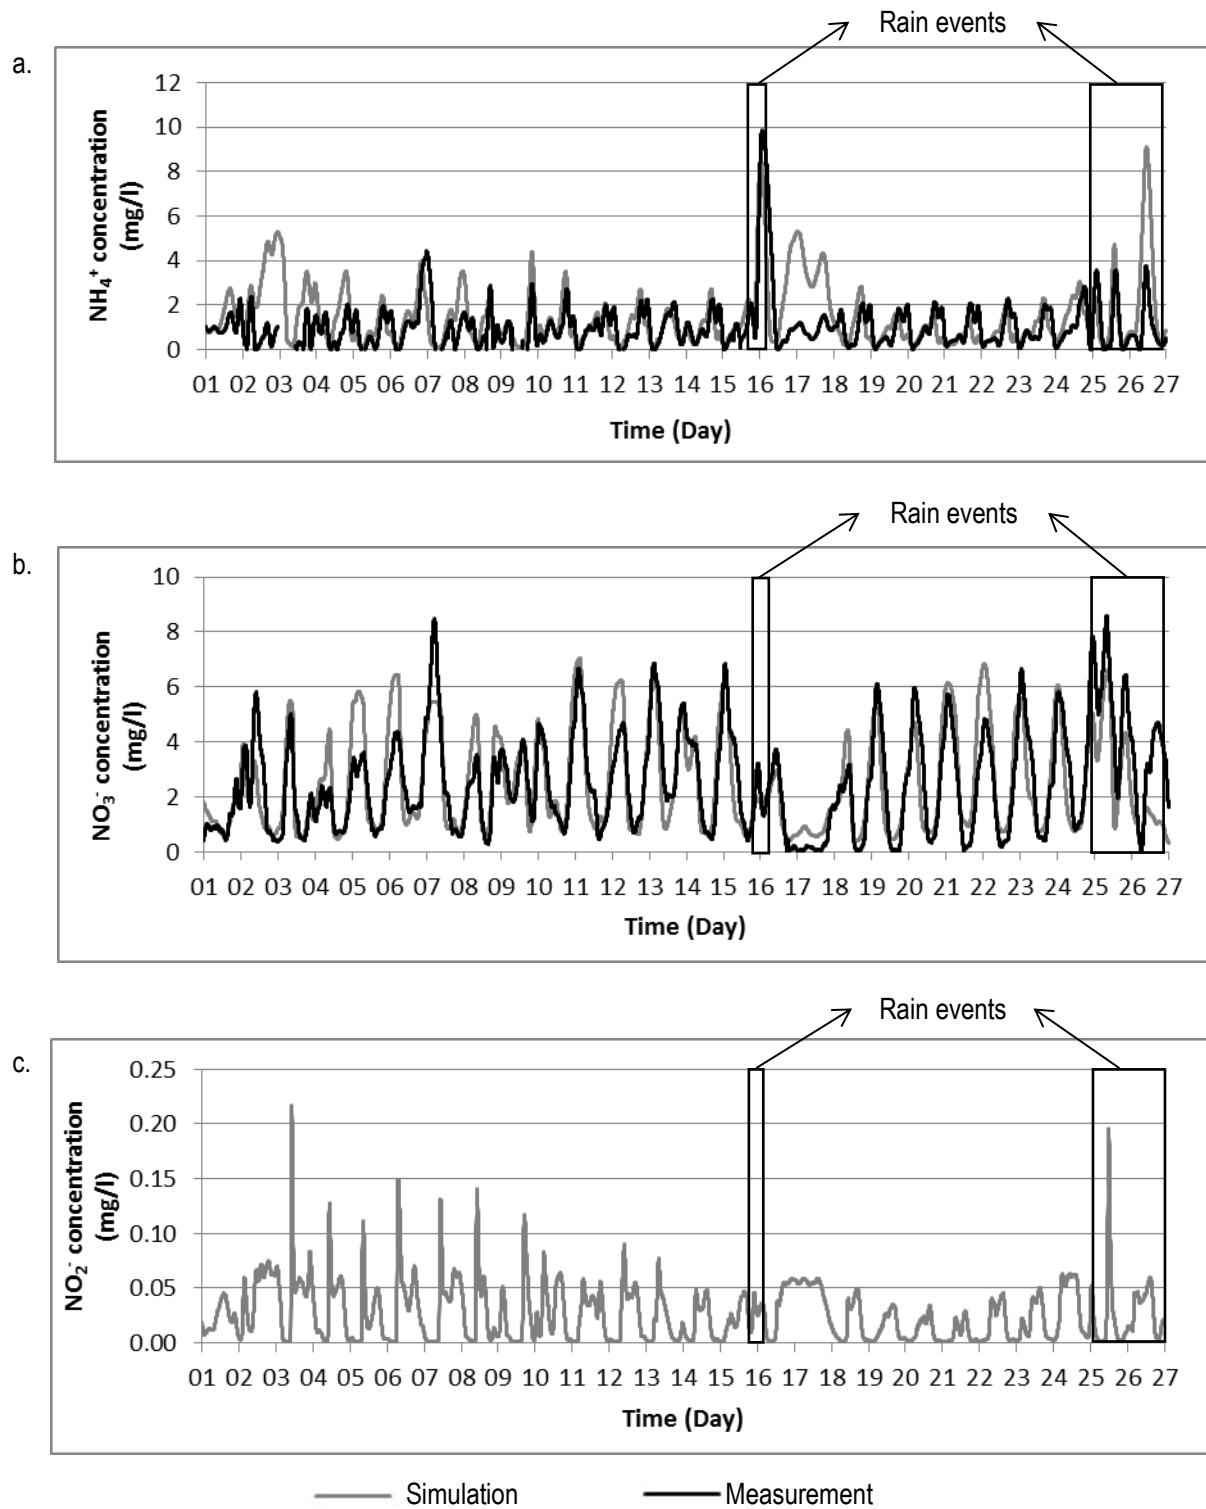 Rain events
a.
12
10
8
6
4
2
0
NH₄⁺ concentration
(mg/l)
01 02 03 04 05 06 07 07 09 10 11 12 13 14 15 16 17 18 19 20 21 22 23 24 25 26 27
Time (Day)
Rain events
b.
10
8
6
4
2
0
NO₃⁻ concentration
(mg/l)
01 02 03 04 05 06 07 08 09 10 11 12 13 14 15 16 17 18 19 20 21 22 23 24 25 26 27
Time (Day)
Rain events
c.
0.25
0.20
0.15
0.10
0.05
0.00
NO₂⁻ concentration
(mg/l)
01 02 03 04 05 06 07 08 09 10 11 12 13 14 15 16 17 18 19 20 21 22 23 24 25 26 27
Time (Day)
Simulation
Measurement